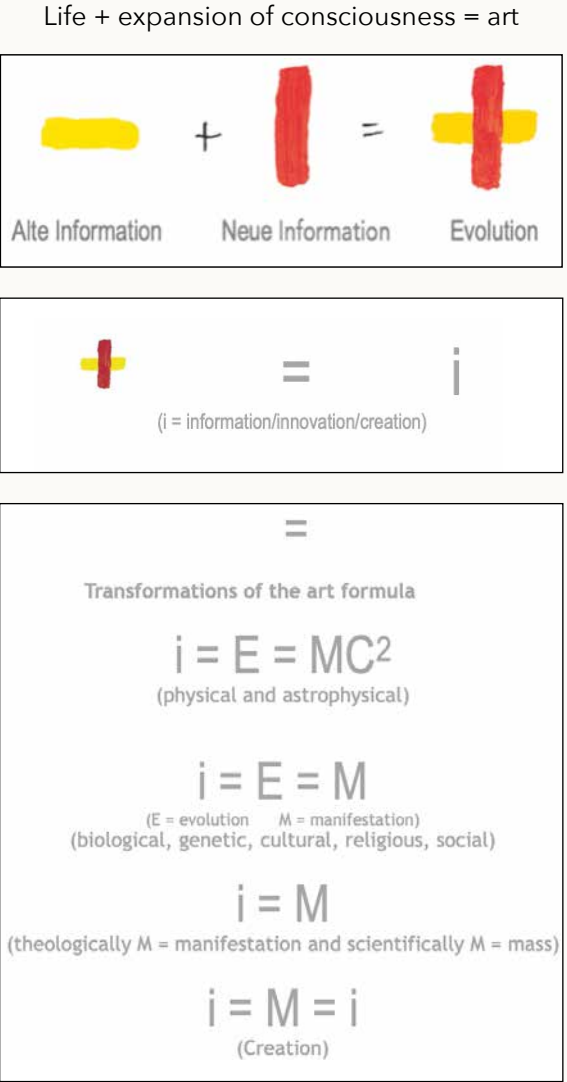 Life + expansion of consciousness = art
+ =
Alte Information Neue Information Evolution
= i
(i = information/innovation/creation)
=
Transformations of the art formula
i = E = MC²
(physical and astrophysical)
i = E = M
(E = evolution M = manifestation)
(biological, genetic, cultural, religious, social)
i = M
(theologically M = manifestation and scientifically M = mass)
i = M = i
(Creation)